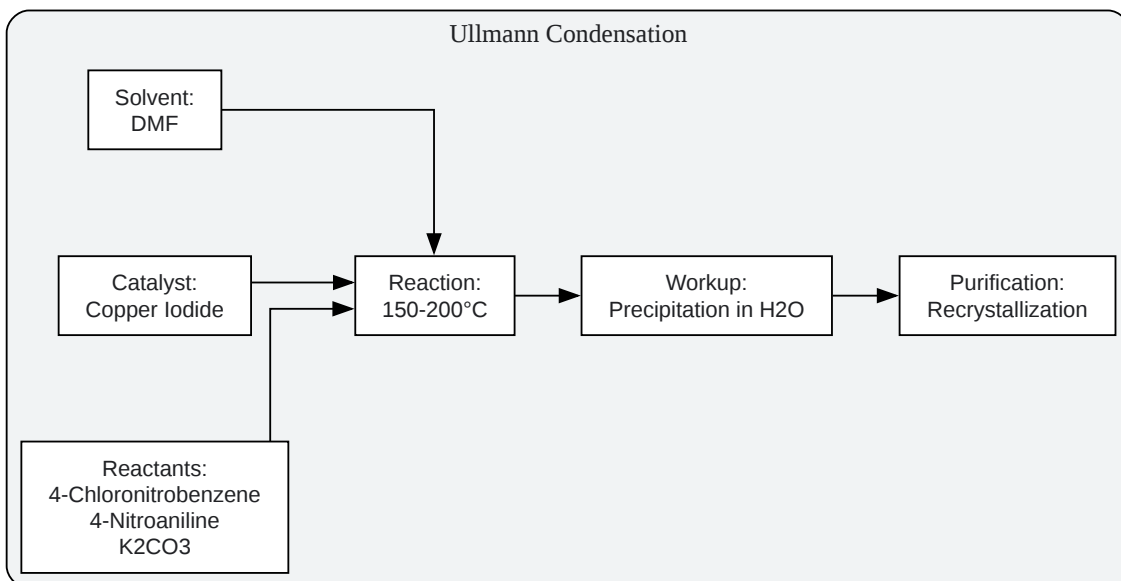 Ullmann Condensation
Solvent:
DMF
Catalyst:
Copper Iodide
Reaction:
150-200°C
Workup:
Precipitation in H2O
Purification:
Recrystallization
Reactants:
4-Chloronitrobenzene
4-Nitroaniline
K2CO3